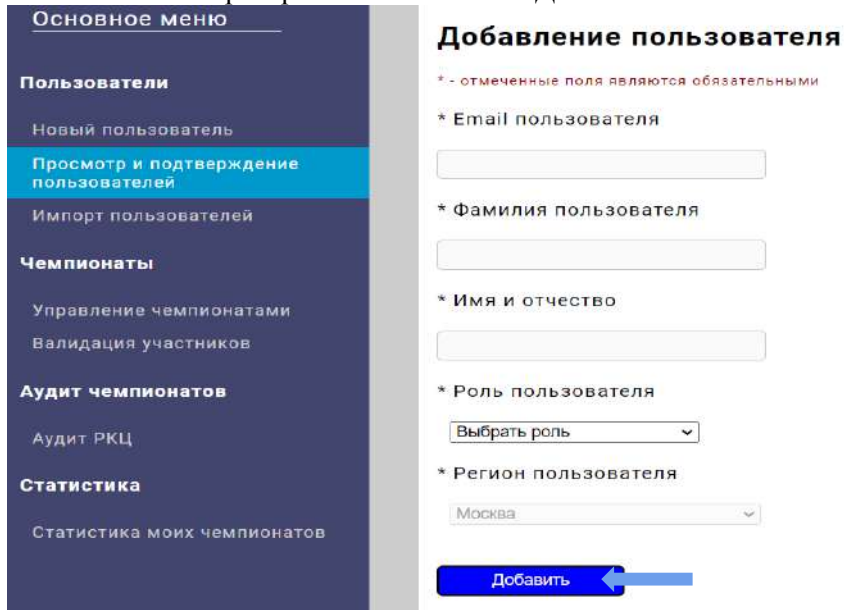 Основное меню
Пользователи
Новый пользователь
Просмотр и подтверждение
пользователей
Импорт пользователей
Чемпионаты
Управление чемпионатами
Валидация участников
Аудит чемпионатов
Аудит РКЦ
Статистика
Статистика моих чемпионатов
Добавление пользователя
* - отмеченные поля являются обязательными
* Email пользователя
* Фамилия пользователя
* Имя и отчество
* Роль пользователя
Выбрать роль
* Регион пользователя
Москва
Добавить